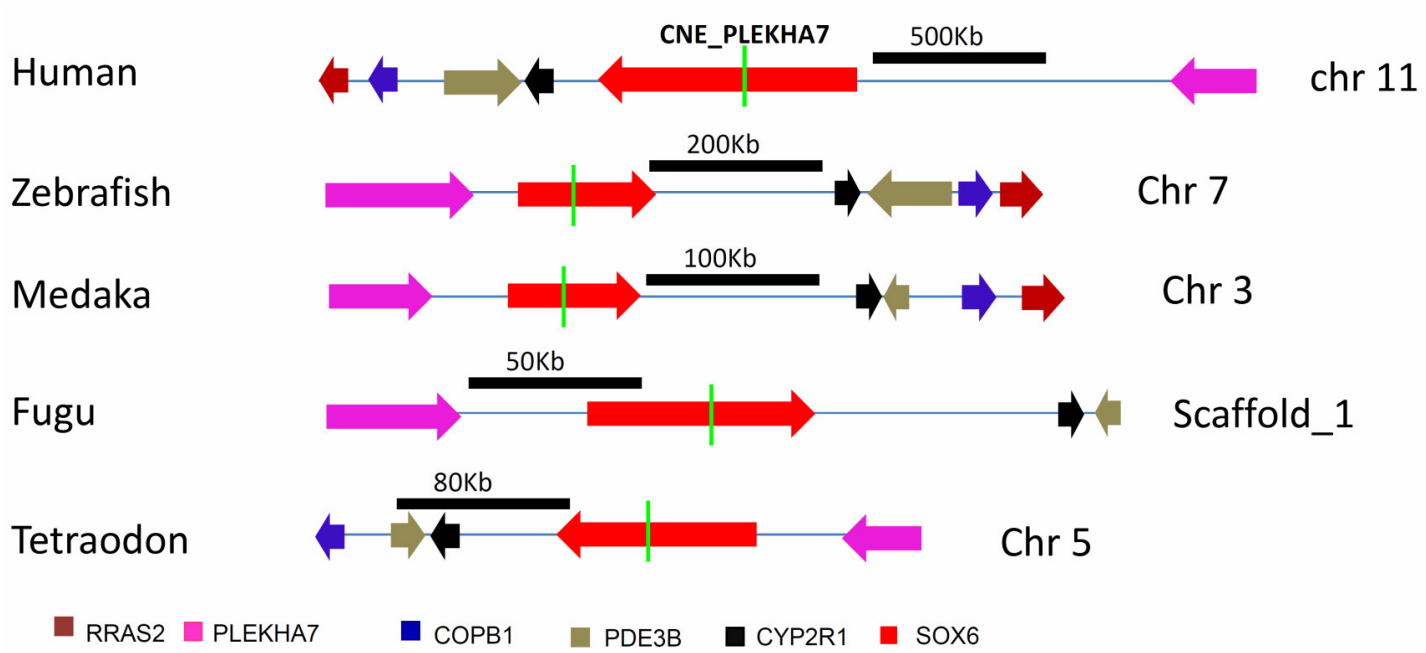 CNE_PLEKHA7
500Kb
Human
chr 11
200Kb
Zebrafish
Chr 7
100Kb
Medaka
Chr 3
50Kb
Fugu
Scaffold_1
80Kb
Tetraodon
Chr 5
RRAS2 PLEKHA7 COPB1 PDE3B CYP2R1 SOX6